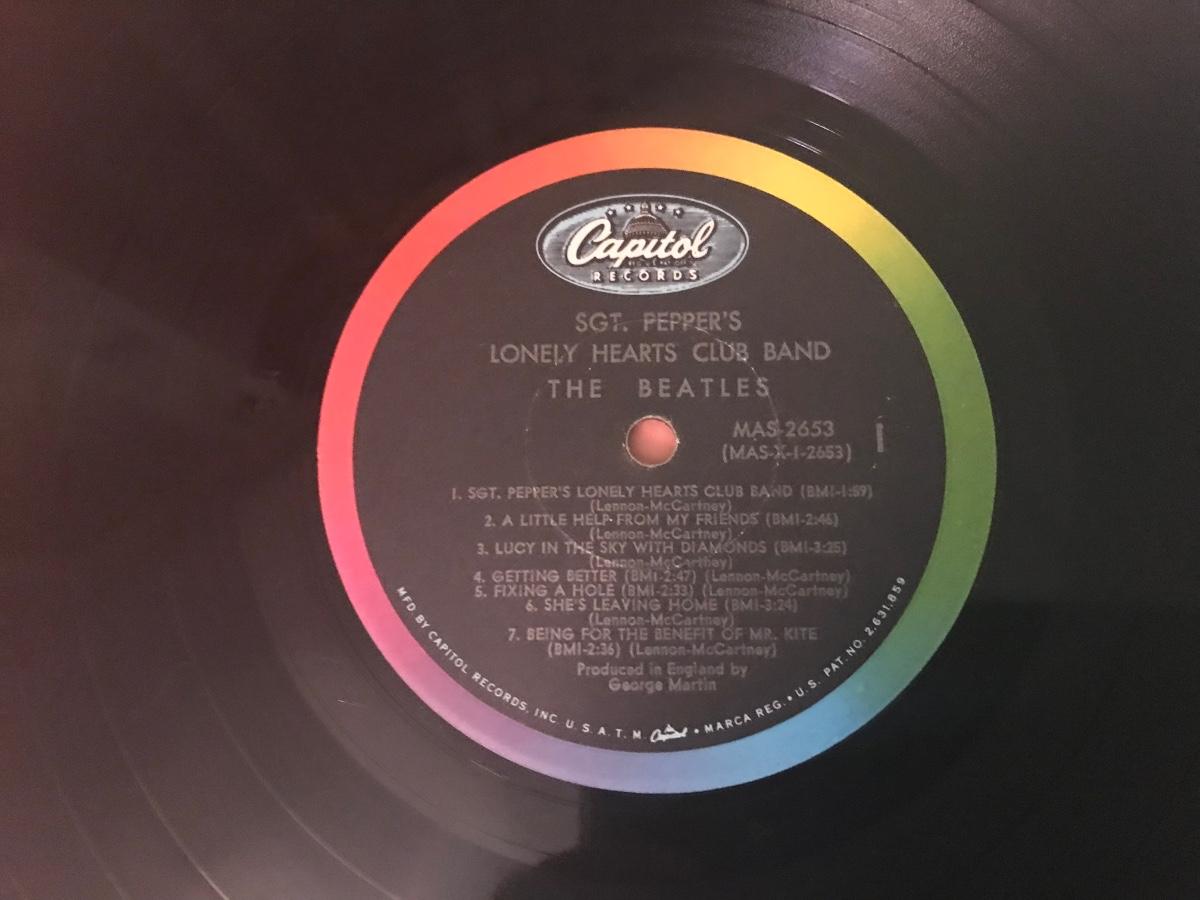 Capitol
RECORDS
SGT. PEPPER'S
LONELY HEARTS CLUB BAND
THE BEATLES
MAS-2653
(MAS-X-1-2653)
1
1. SGT. PEPPER'S LONELY HEARTS CLUB BAND (BMI-1:59)
(Lennon-McCartney)
2. A LITTLE HELP FROM MY FRIENDS (BMI-2:46)
(Lennon-McCartney)
3. LUCY IN THE SKY WITH DIAMONDS (BMI-3:25)
(Lennon-McCartney)
4. GETTING BETTER (BMI-2:47) (Lennon-McCartney)
5. FIXING A HOLE (BMI-2:33) (Lennon-McCartney)
6. SHE'S LEAVING HOME (BMI-3:24)
(Lennon-McCartney)
7. BEING FOR THE BENEFIT OF MR. KITE
(BMI-2:36) (Lennon-McCartney)
Produced in England by
George Martin
MFD. BY CAPITOL RECORDS, INC. U. S. A. T. M. Capitol • MARCA REG. • U. S. PAT. NO. 2,631,859